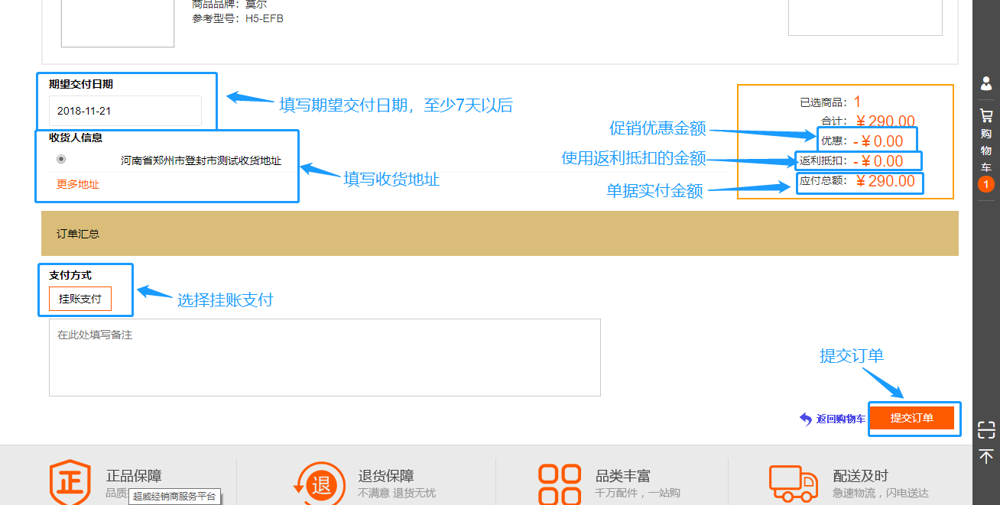 商品品牌：莫尔
参考型号：H5-EFB
期望交付日期
2018-11-21
填写期望交付日期，至少7天以后
收货人信息
河南省郑州市登封市测试收货地址
更多地址
填写收货地址
已选商品：1
合计：￥290.00
促销优惠金额
优惠：-￥0.00
使用返利抵扣的金额
返利抵扣：-￥0.00
单据实付金额
应付总额：￥290.00
购物车
1
订单汇总
支付方式
挂账支付
选择挂账支付
在此处填写备注
提交订单
返回购物车
提交订单
正
正品保障
品质
超威经销商服务平台
退
退货保障
不满意 退货无忧
品类丰富
千万配件，一站购
配送及时
急速物流，闪电送达